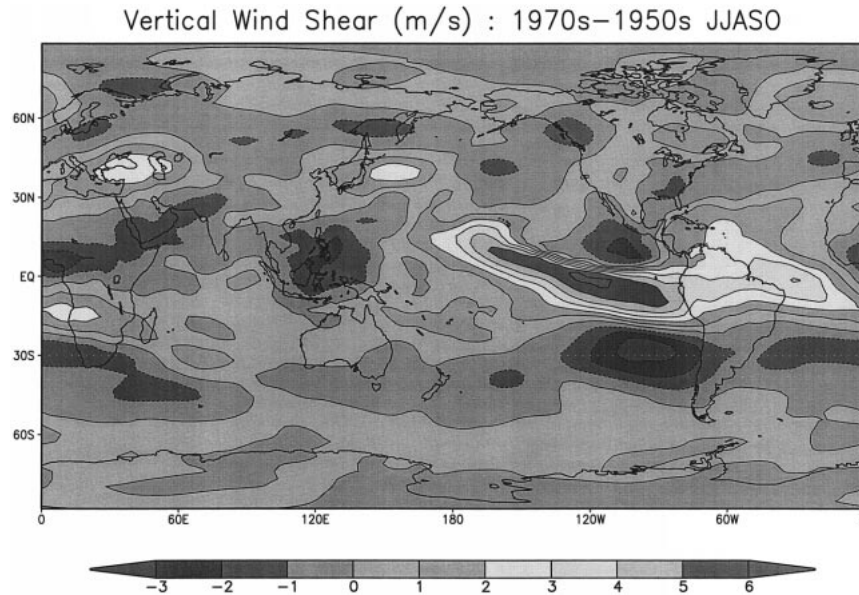 Vertical Wind Shear (m/s) : 1970s-1950s JJASO
60N
30N
EQ
30S
60S
0 60E 120E 180 120W 60W
-3 -2 -1 0 1 2 3 4 5 6